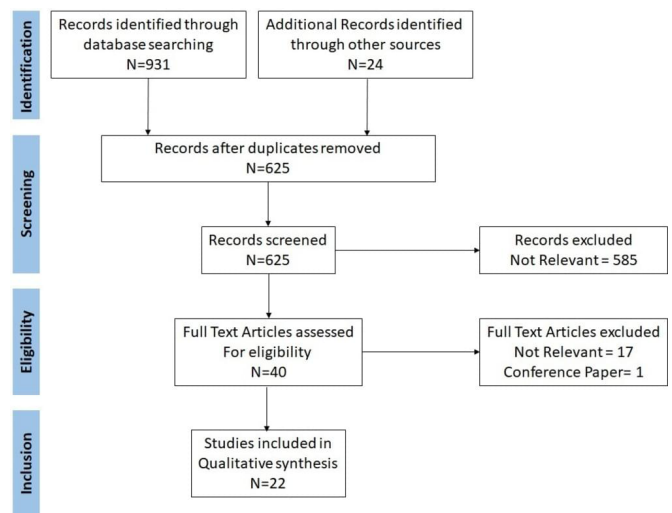 Identification
Records identified through
database searching
N=931
Additional Records identified
through other sources
N=24
Screening
Records after duplicates removed
N=625
Records screened
N=625
Records excluded
Not Relevant = 585
Eligibility
Full Text Articles assessed
For eligibility
N=40
Full Text Articles excluded
Not Relevant = 17
Conference Paper= 1
Inclusion
Studies included in
Qualitative synthesis
N=22